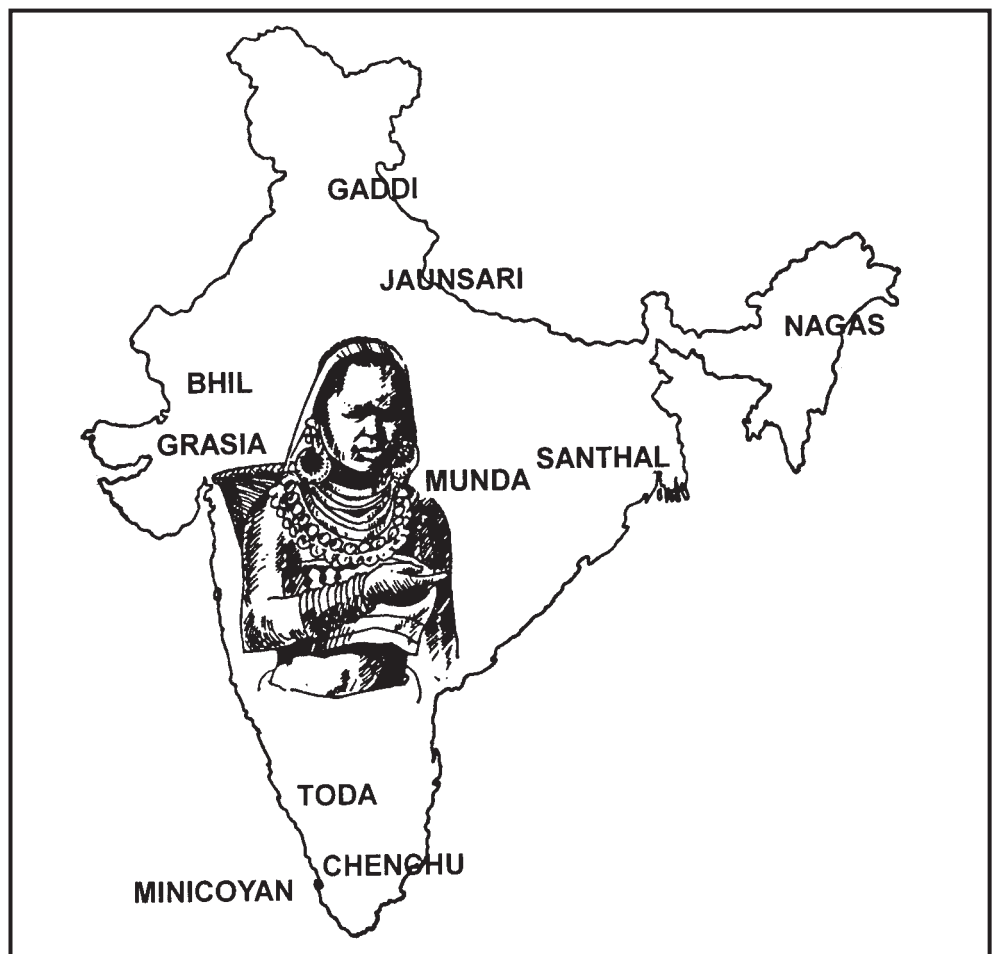 GADDI
JAUNSARI
NAGAS
BHIL
GRASIA
SANTHAL
MUNDA
TODA
CHENCHU
MINICOYAN